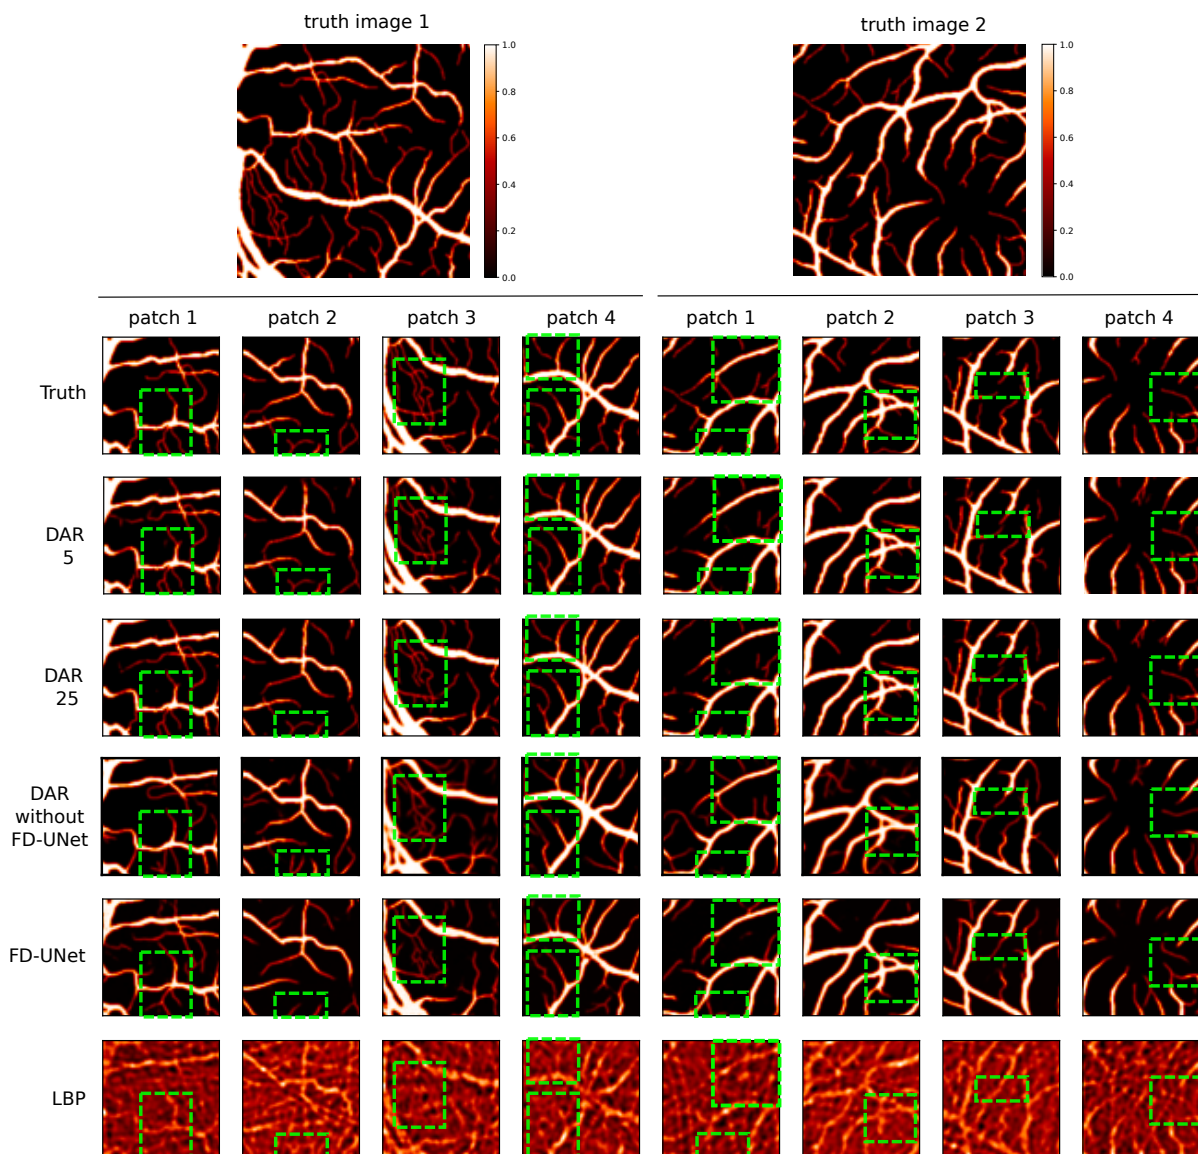 truth image 1
truth image 2
1.0
0.8
0.6
0.4
0.2
0.0
1.0
0.8
0.6
0.4
0.2
0.0
patch 1
patch 2
patch 3
patch 4
patch 1
patch 2
patch 3
patch 4
Truth
DAR
5
DAR
25
DAR
without
FD-UNet
FD-UNet
LBP